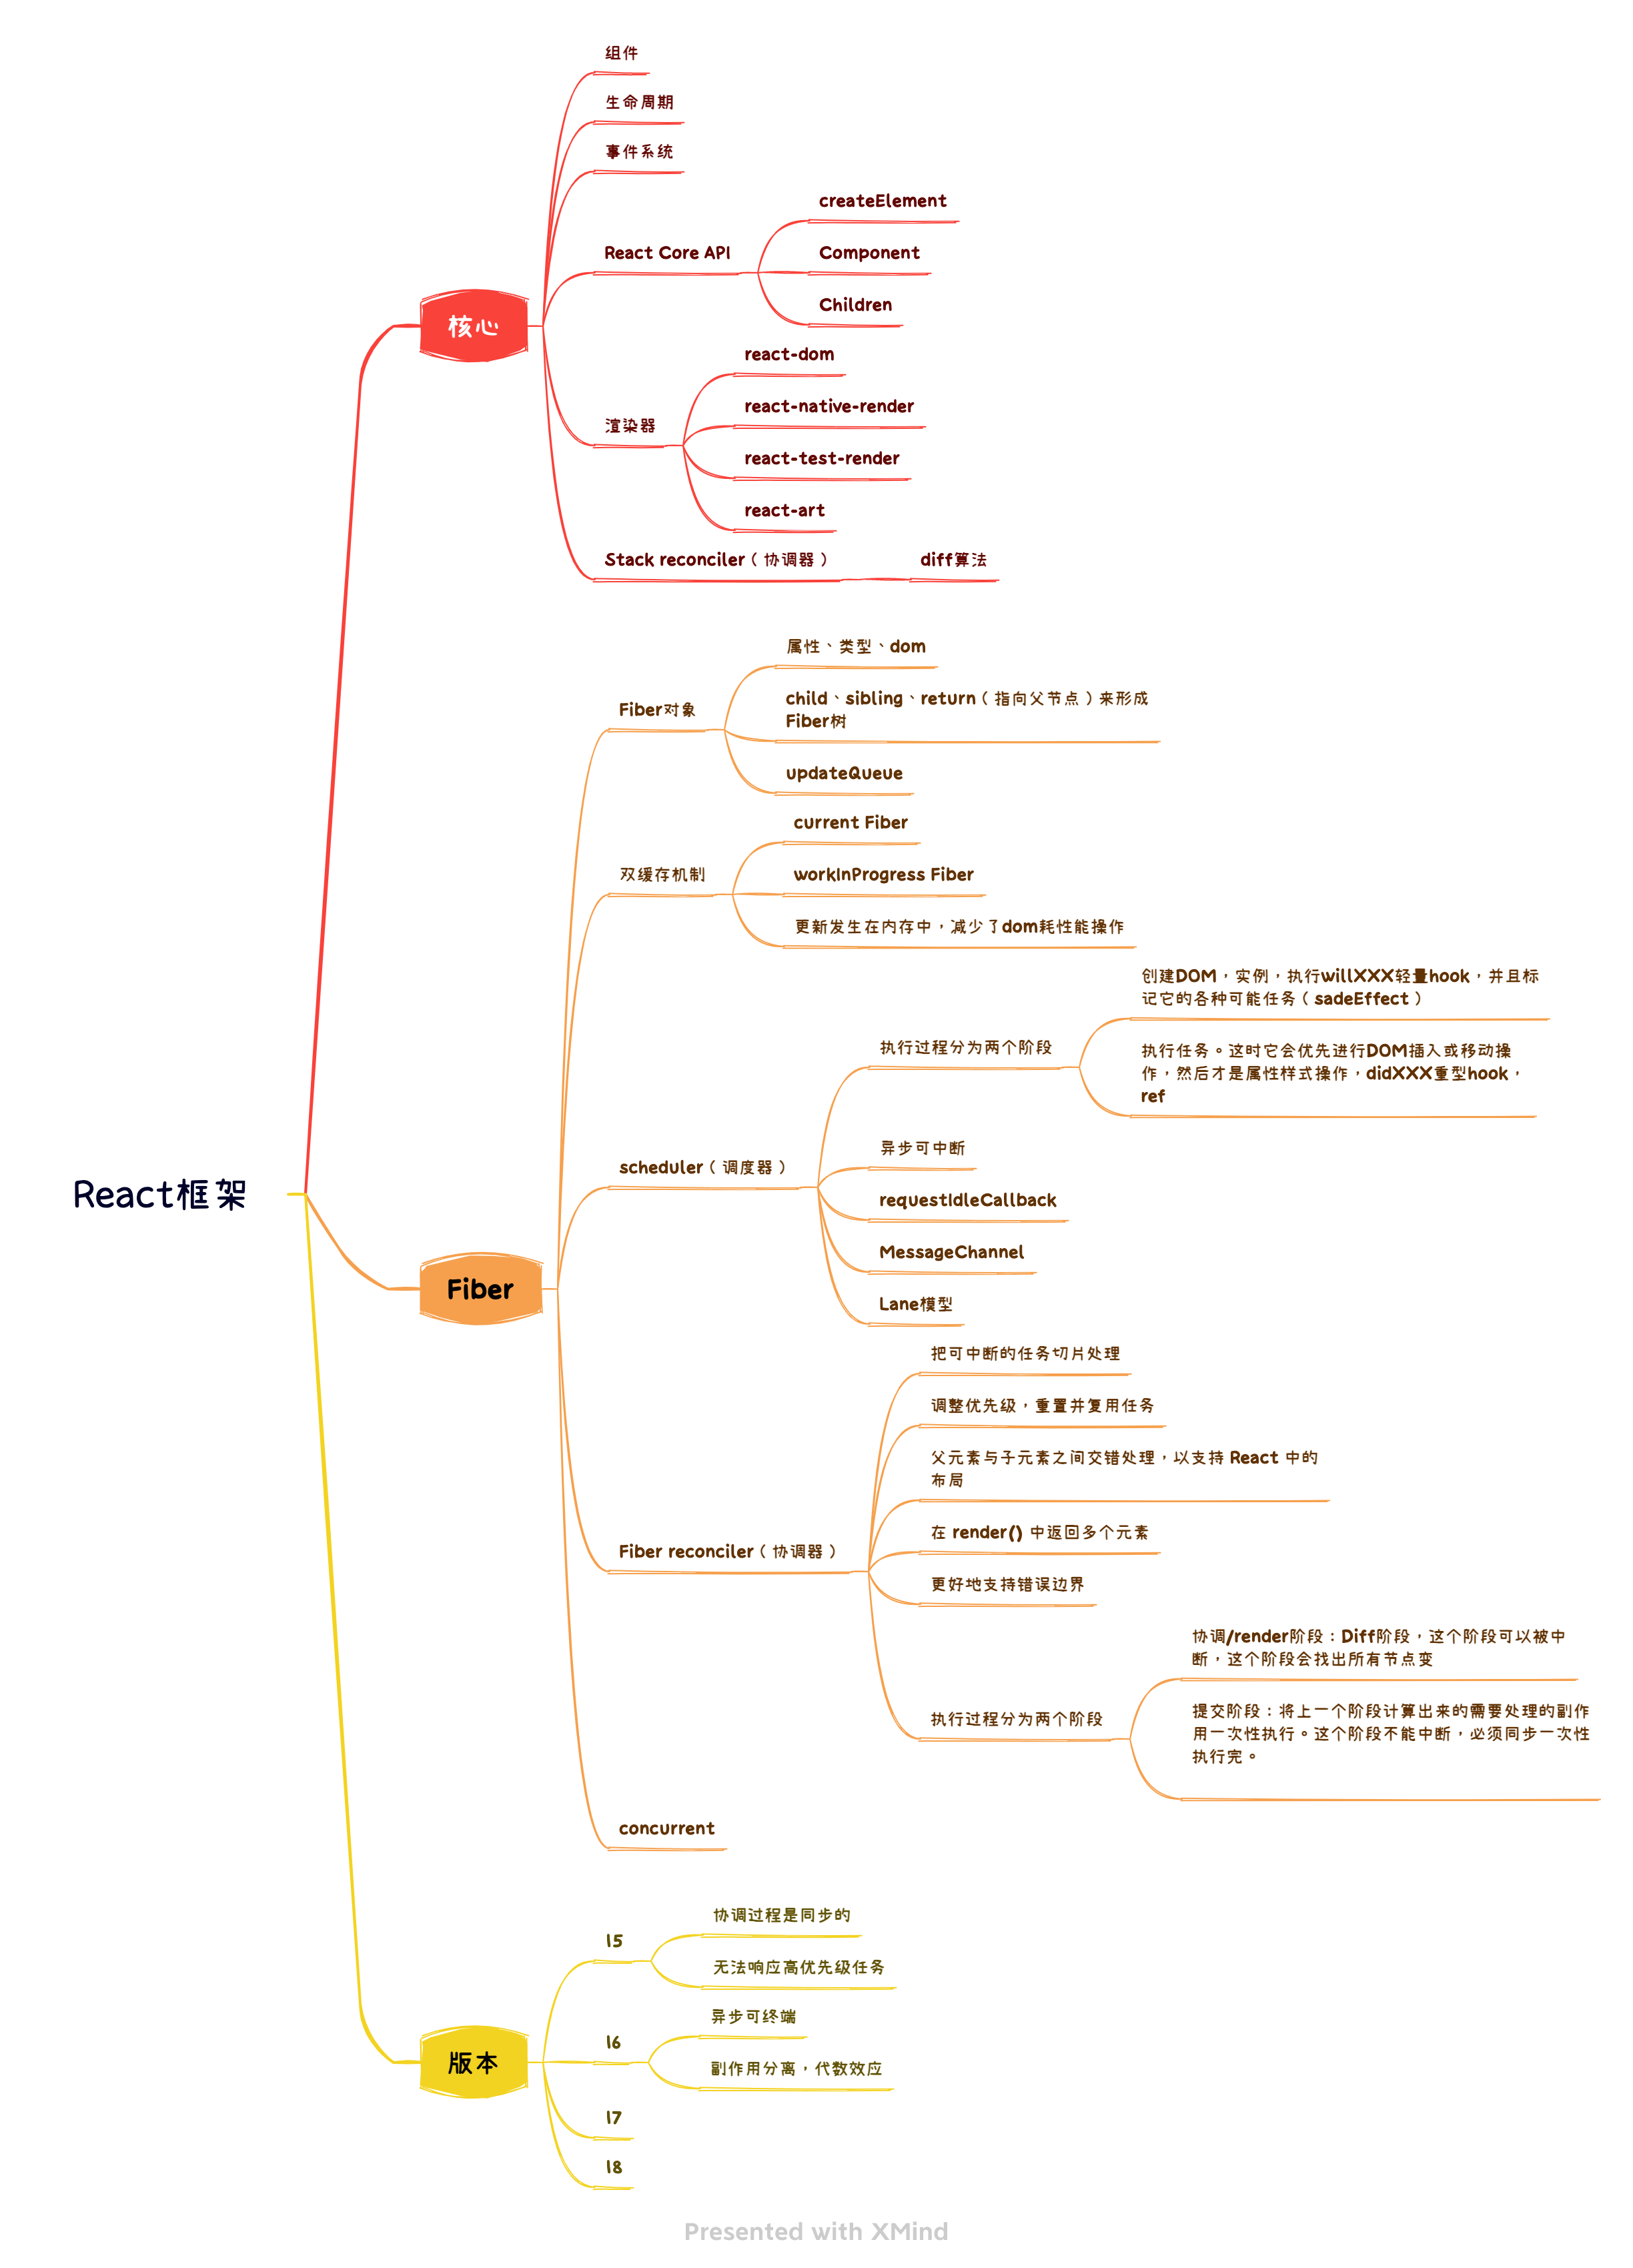 组件
生命周期
事件系统
createElement
React Core API
Component
Children
核心
react-dom
react-native-render
渲染器
react-test-render
react-art
Stack reconciler（协调器）
diff算法
属性、类型、dom
child、sibling、return（指向父节点）来形成
Fiber树
Fiber对象
updateQueue
current Fiber
双缓存机制
workInProgress Fiber
更新发生在内存中，减少了dom耗性能操作
创建DOM，实例，执行willXXX轻量hook，并且标
记它的各种可能任务（sadeEffect）
执行过程分为两个阶段
执行任务。这时它会优先进行DOM插入或移动操
作，然后才是属性样式操作，didXXX重型hook，
ref
异步可中断
scheduler（调度器）
React框架
requestIdleCallback
MessageChannel
Fiber
Lane模型
把可中断的任务切片处理
调整优先级，重置并复用任务
父元素与子元素之间交错处理，以支持 React 中的
布局
在 render() 中返回多个元素
Fiber reconciler（协调器）
更好地支持错误边界
协调/render阶段：Diff阶段，这个阶段可以被中
断，这个阶段会找出所有节点变
执行过程分为两个阶段
提交阶段：将上一个阶段计算出来的需要处理的副作
用一次性执行。这个阶段不能中断，必须同步一次性
执行完。
concurrent
协调过程是同步的
15
无法响应高优先级任务
异步可终端
16
版本
副作用分离，代数效应
17
18
Presented with XMind